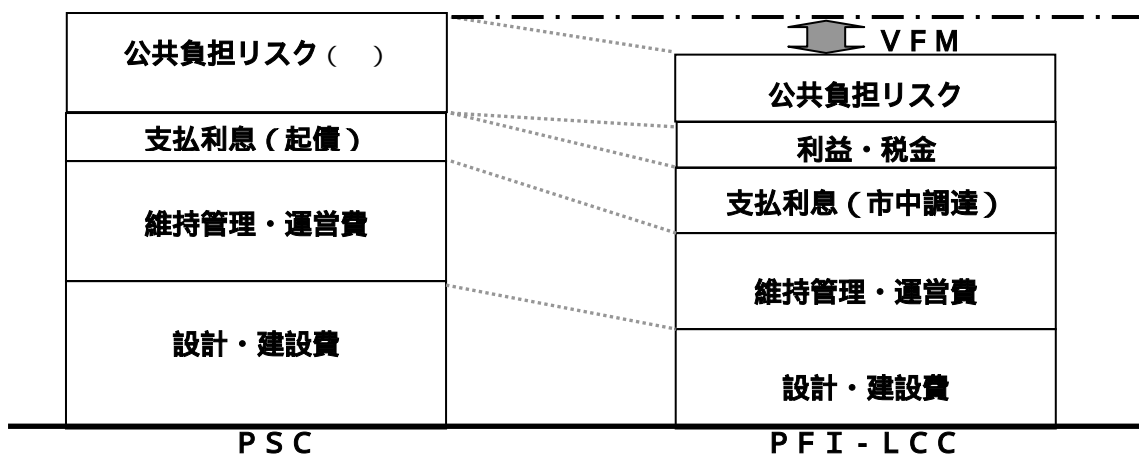 公共負担リスク(　)
支払利息(起債)
維持管理・運営費
設計・建設費
PSC
VFM
公共負担リスク
利益・税金
支払利息(市中調達)
維持管理・運営費
設計・建設費
PFI-LCC